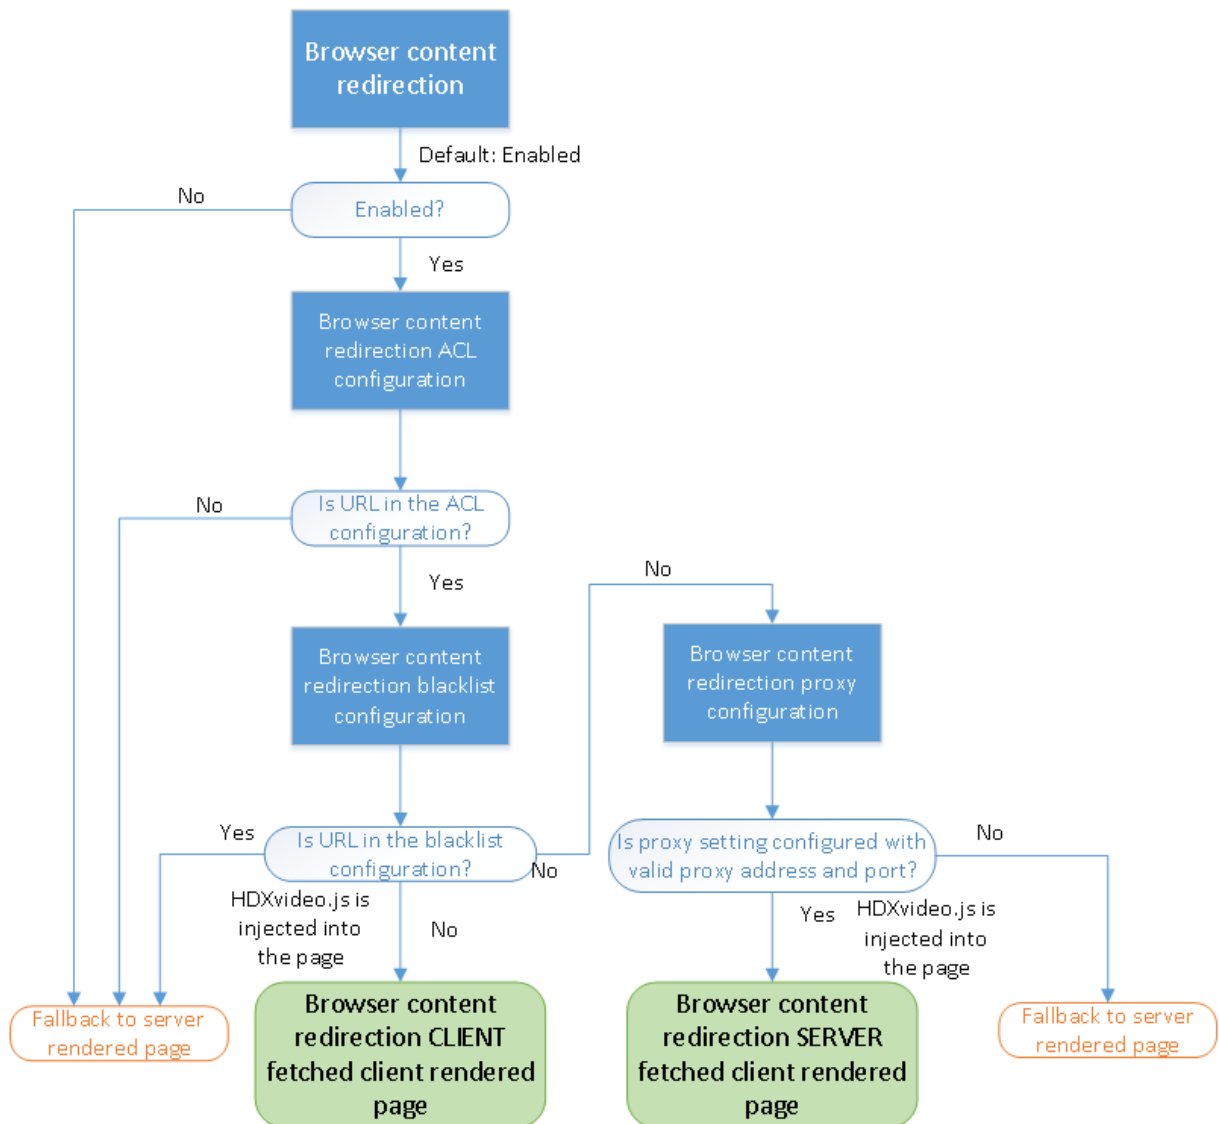 Browser content
redirection
Default: Enabled
No
Enabled?
Yes
Browser content
redirection ACL
configuration
No
Is URL in the ACL
configuration?
Yes
No
Browser content
redirection blacklist
configuration
Browser content
redirection proxy
configuration
Yes
Is URL in the blacklist
configuration?
No
Is proxy setting configured with
valid proxy address and port?
No
HDXvideo.js is
injected into
the page
No
Yes
HDXvideo.js is
injected into
the page
Fallback to server
rendered page
Browser content
redirection CLIENT
fetched client rendered
page
Browser content
redirection SERVER
fetched client rendered
page
Fallback to server
rendered page